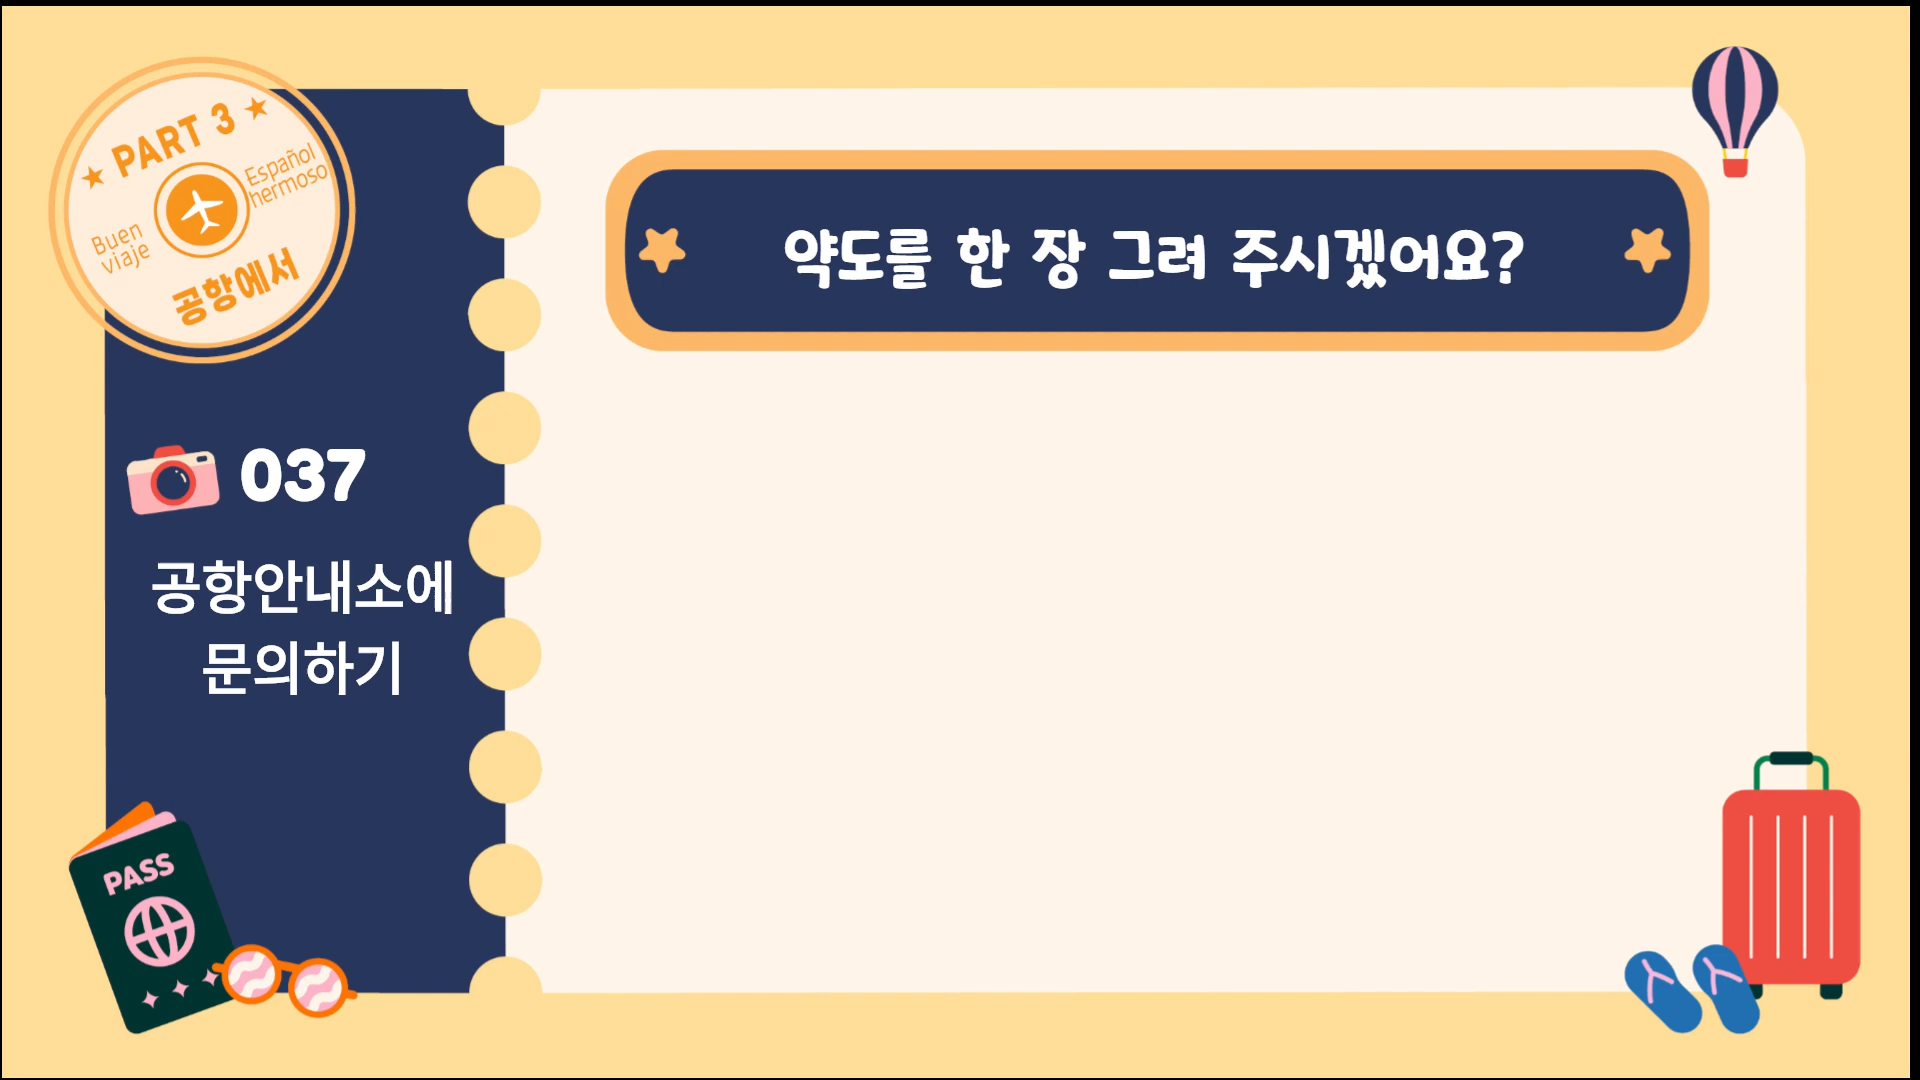 ★ PART 3 ★
Español
hermoso
Buen
viaje
공항에서
약도를 한 장 그려 주시겠어요?
037
공항안내소에
문의하기
PASS